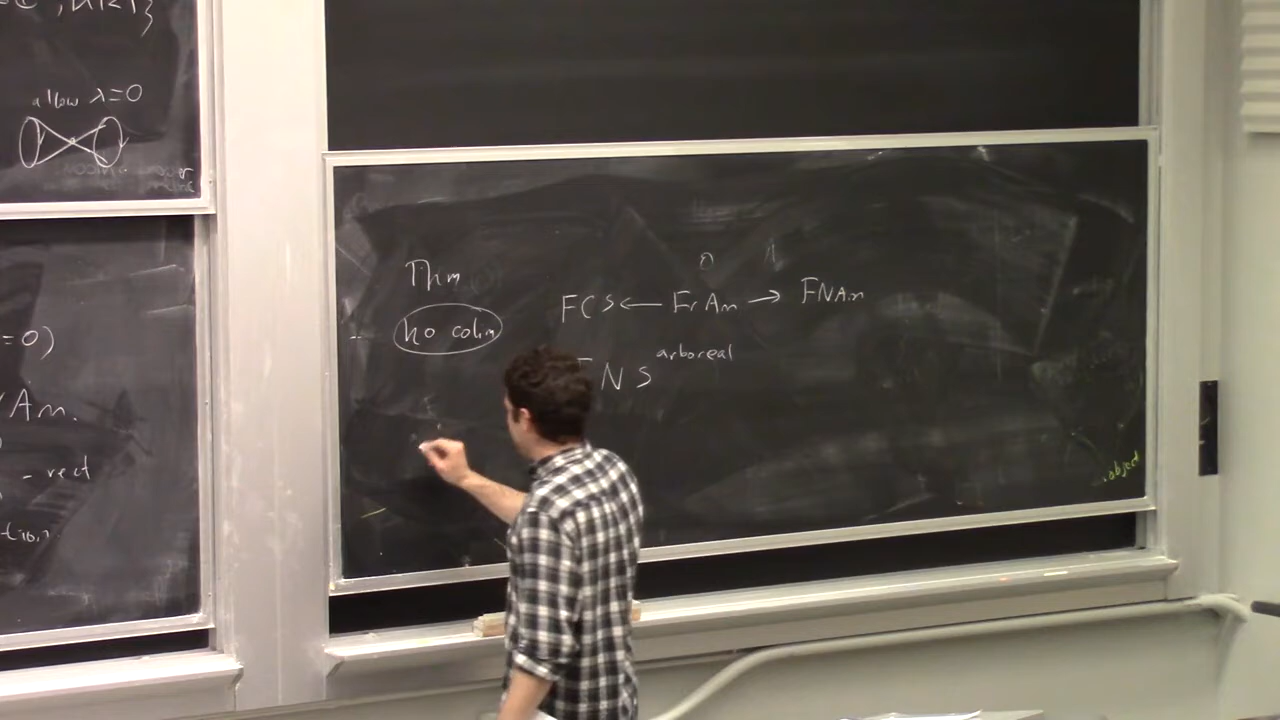 allow λ=0
=0)
Am.
- rect
Thm
no colim
FCS ← FrAm → FNAm
NS arboreal
object